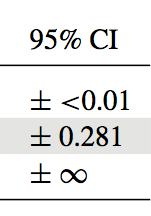 95% CI
± <0.01
± 0.281
± ∞